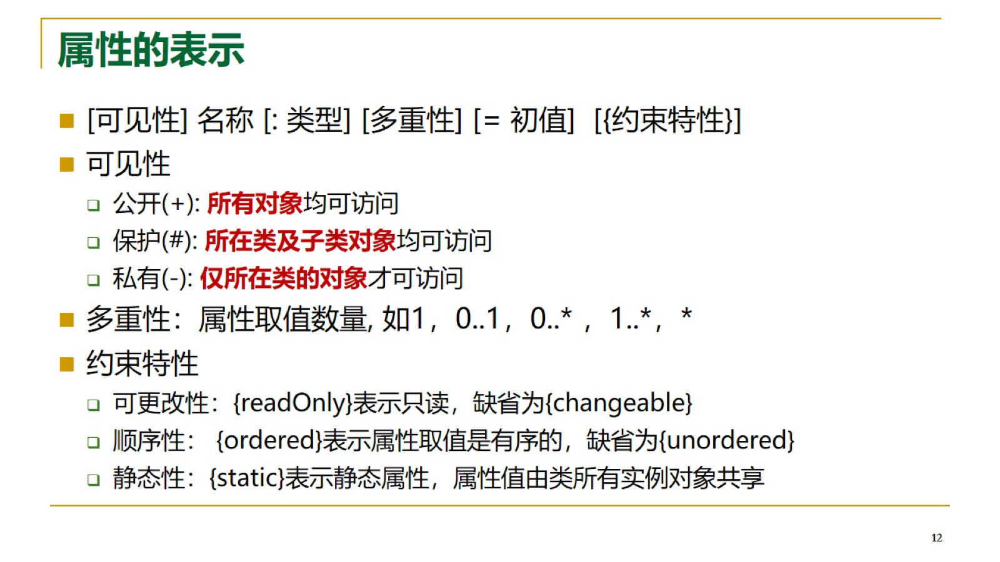 属性的表示
[可见性] 名称 [: 类型] [多重性] [= 初值] [{约束特性}]
可见性
公开(+): 所有对象均可访问
保护(#): 所在类及子类对象均可访问
私有(-): 仅所在类的对象才可访问
多重性：属性取值数量, 如1，0..1，0..* ，1..*，*
约束特性
可更改性：{readOnly}表示只读，缺省为{changeable}
顺序性： {ordered}表示属性取值是有序的，缺省为{unordered}
静态性：{static}表示静态属性，属性值由类所有实例对象共享
12